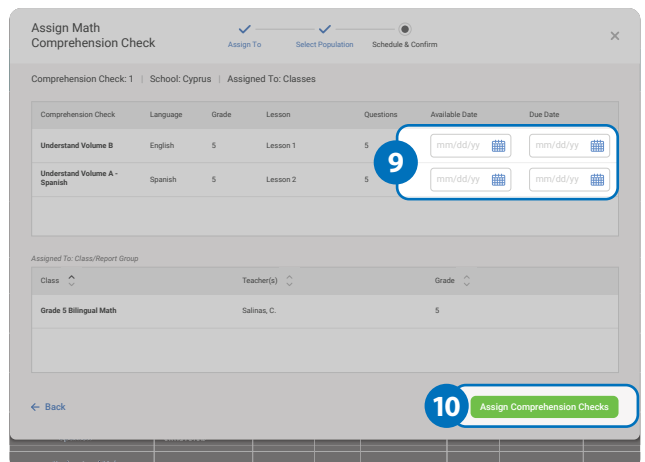 Assign Math
Comprehension Check
Assign To
Select Population
Schedule & Confirm
Comprehension Check: 1 | School: Cyprus | Assigned To: Classes
Comprehension Check Language Grade Lesson Questions Available Date Due Date
Understand Volume B English 5 Lesson 1 5 mm/dd/yy mm/dd/yy
9
Understand Volume A -
Spanish Spanish 5 Lesson 2 5 mm/dd/yy mm/dd/yy
Assigned To: Class/Report Group
Class Teacher(s) Grade
Grade 5 Bilingual Math Salinas, C. 5
← Back
10 Assign Comprehension Checks